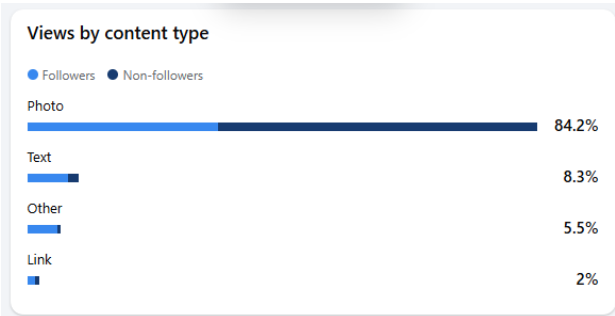 Views by content type
Followers Non-followers
Photo
84.2%
Text
8.3%
Other
5.5%
Link
2%